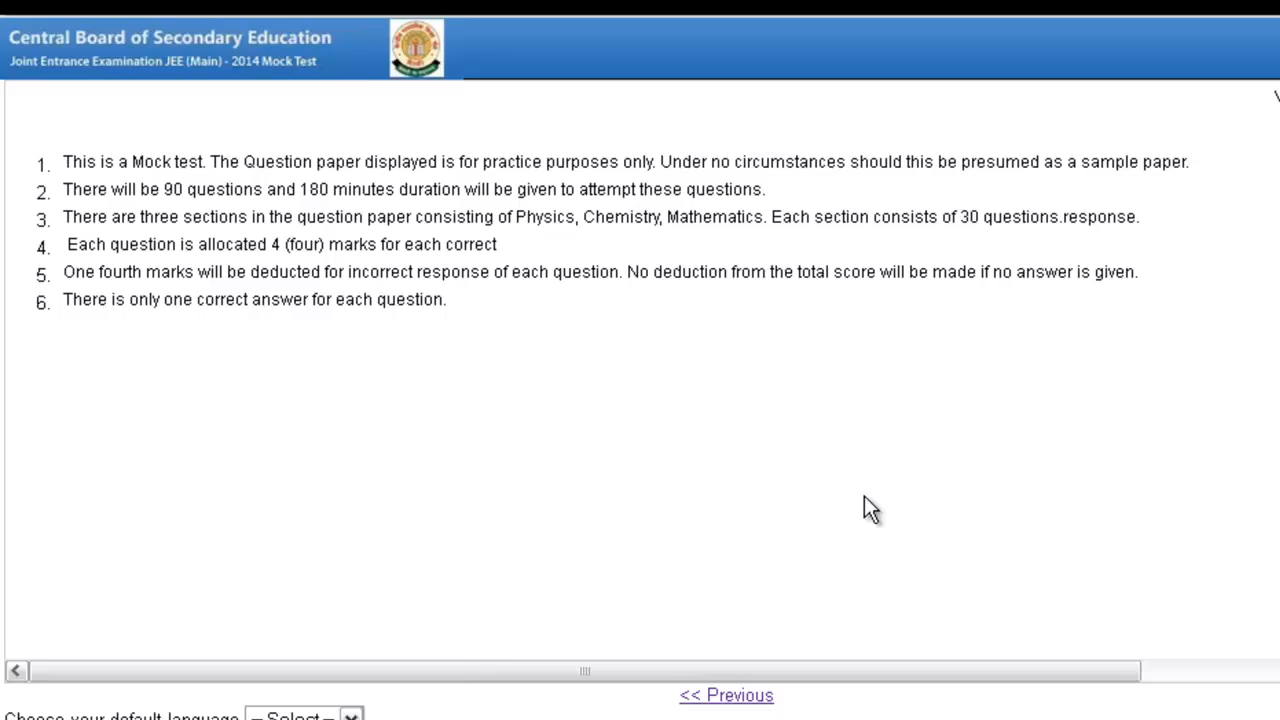 Central Board of Secondary Education
Joint Entrance Examination JEE (Main) - 2014 Mock Test
1. This is a Mock test. The Question paper displayed is for practice purposes only. Under no circumstances should this be presumed as a sample paper.
2. There will be 90 questions and 180 minutes duration will be given to attempt these questions.
3. There are three sections in the question paper consisting of Physics, Chemistry, Mathematics. Each section consists of 30 questions.response.
4. Each question is allocated 4 (four) marks for each correct
5. One fourth marks will be deducted for incorrect response of each question. No deduction from the total score will be made if no answer is given.
6. There is only one correct answer for each question.
<< Previous
Choose your default language -- Select --